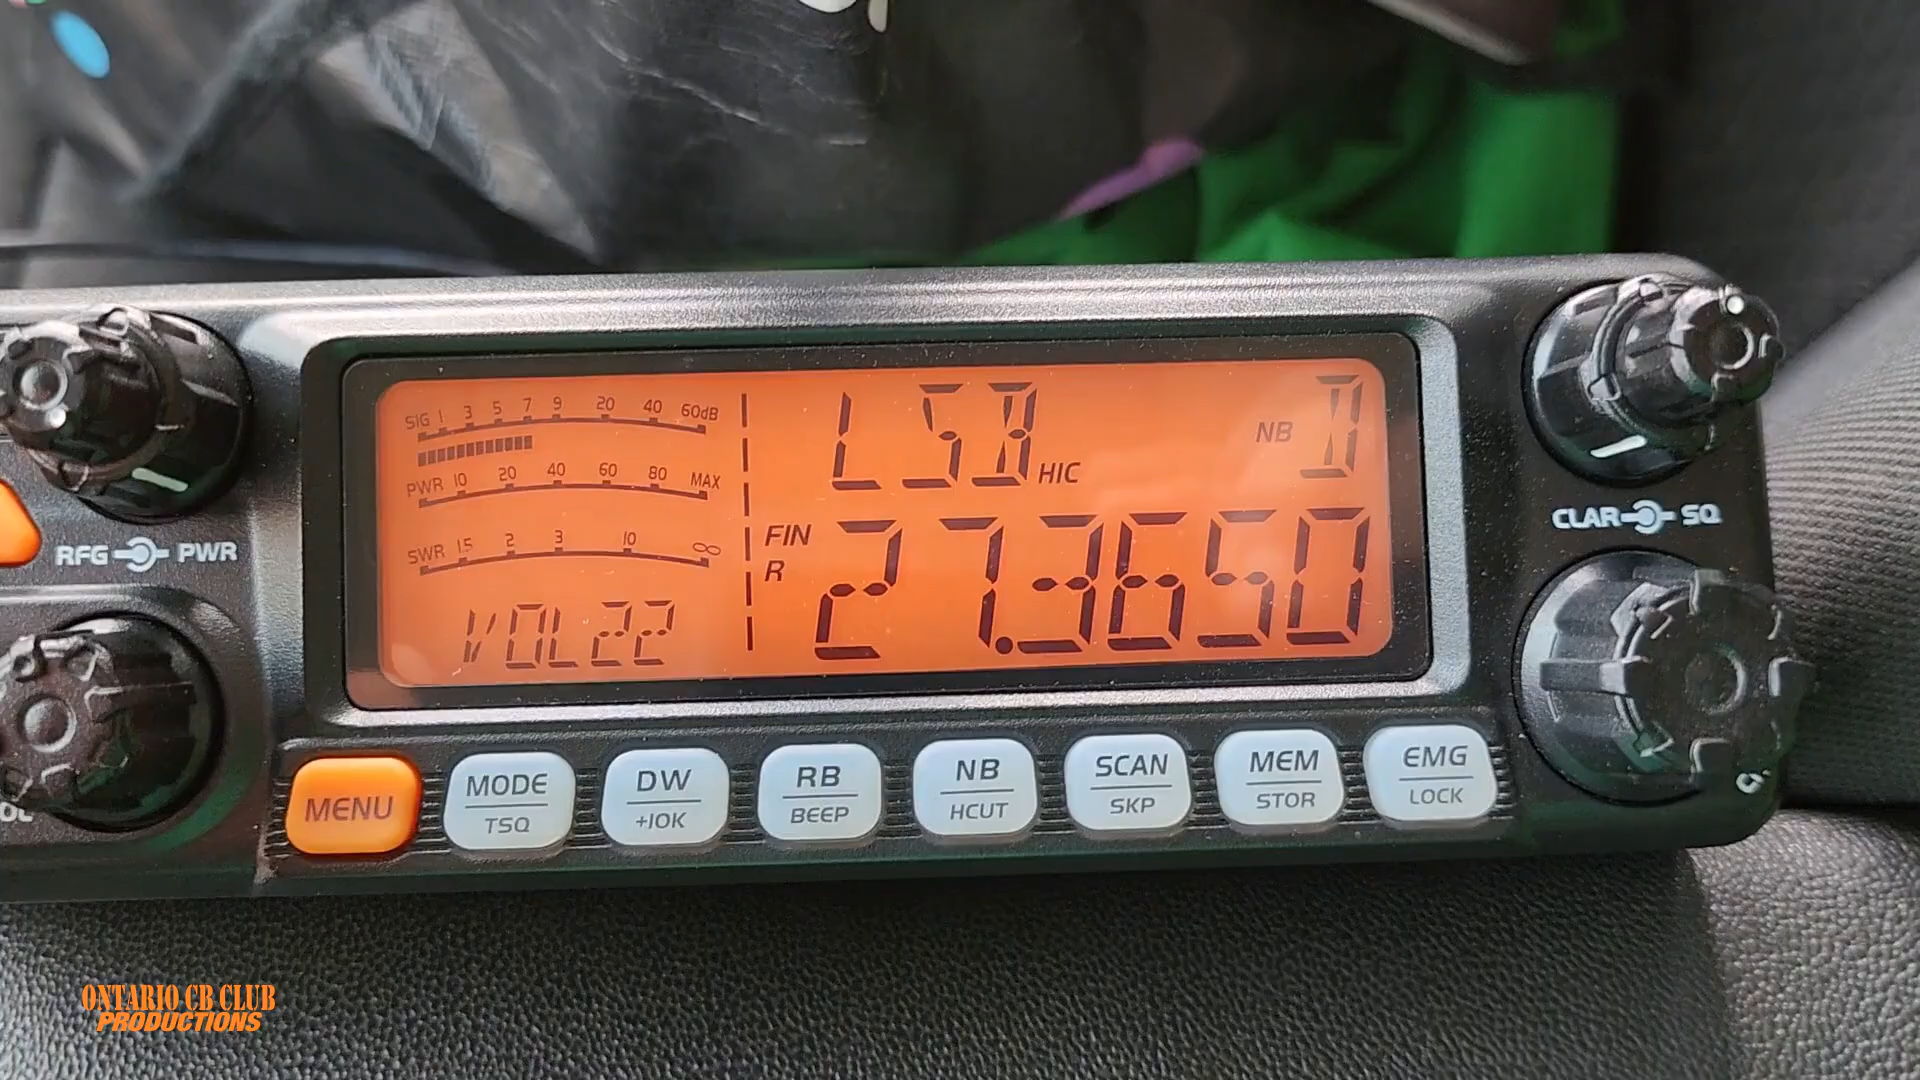 SIG 1 3 5 7 9 20 40 60dB
PWR 10 20 40 60 80 MAX
SWR 1.5 2 3 10 ∞
VOL22
LSB HIC NB D
FIN
R 27.3650
RFG PWR
CLAR SQ
MENU
MODE
TSQ
DW
+10K
RB
BEEP
NB
HCUT
SCAN
SKP
MEM
STOR
EMG
LOCK
ONTARIO CB CLUB
PRODUCTIONS